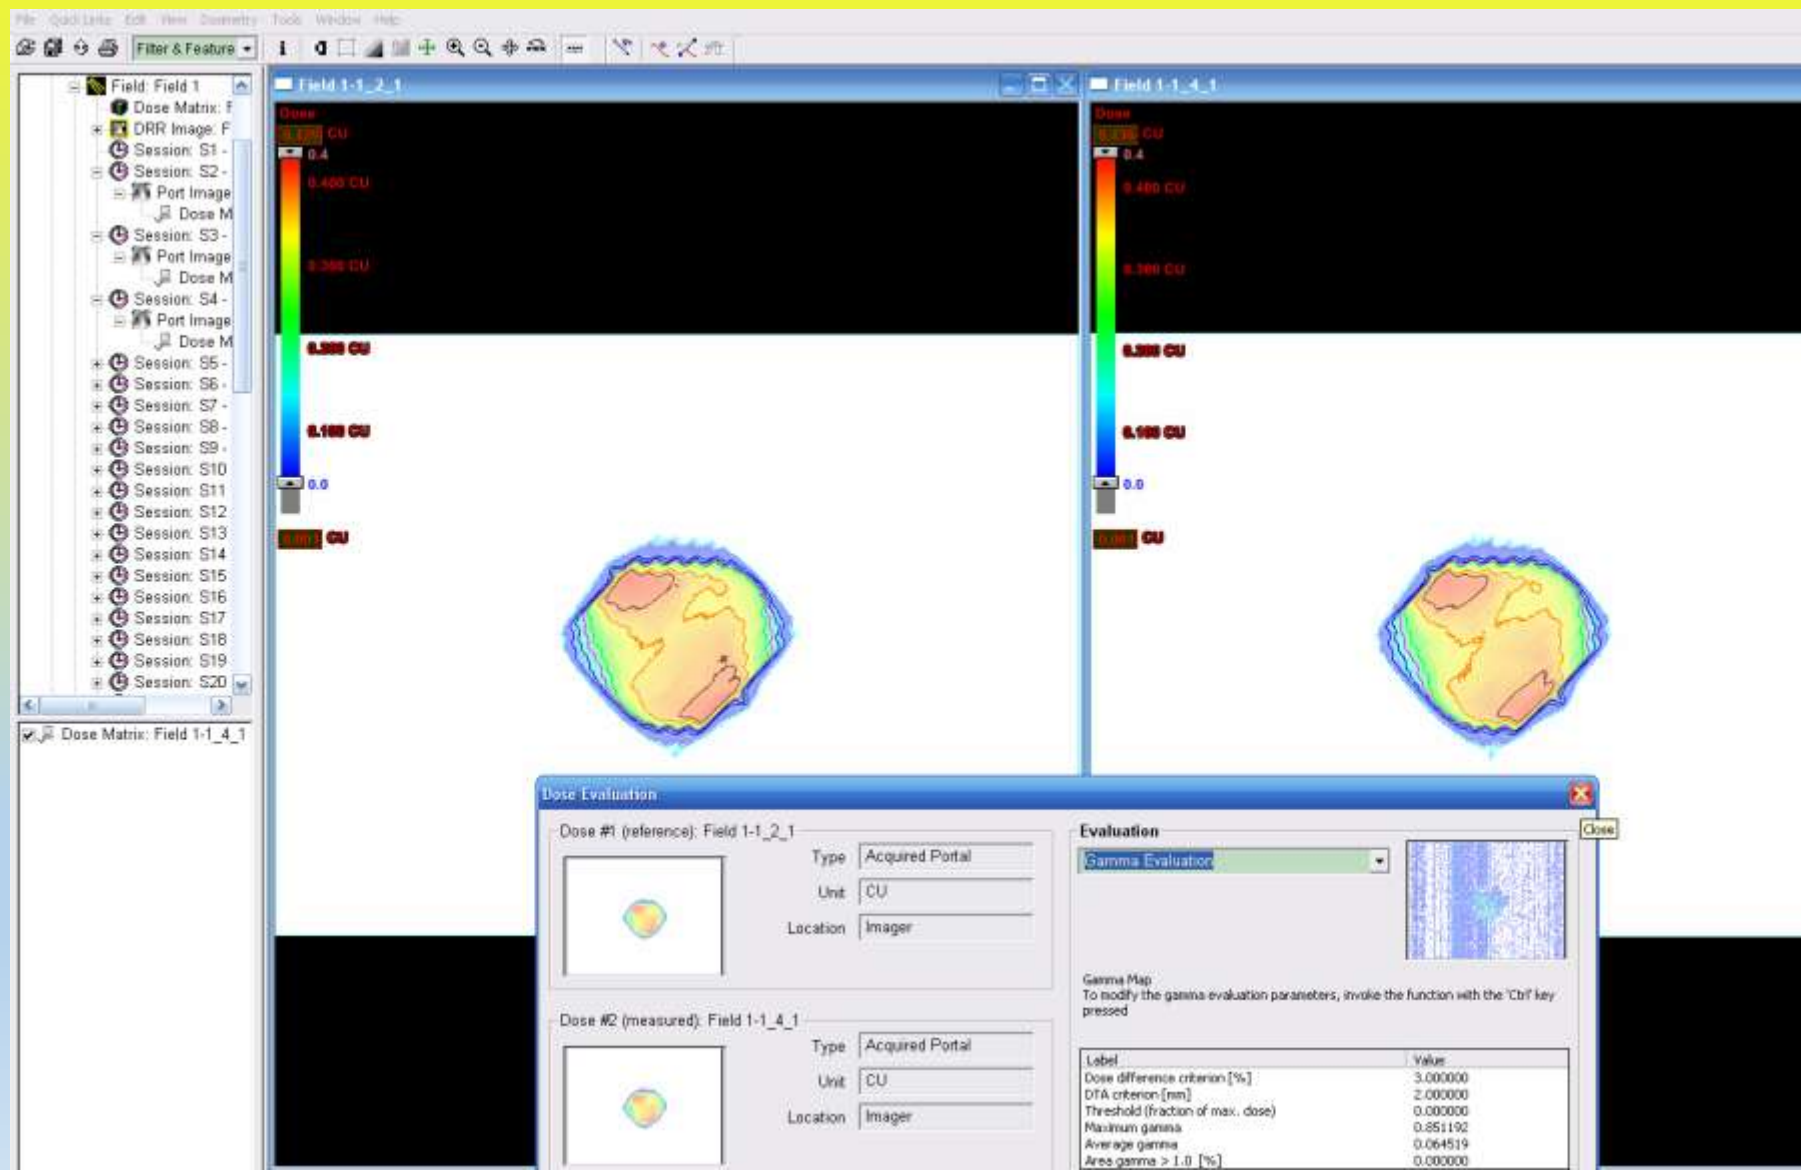 File Quick Links Edit View Dosimetry Tools Window Help
Filter & Feature
Field: Field 1
Dose Matrix: F
DRR Image: F
Session: S1 -
Session: S2 -
Port Image
Dose M
Session: S3 -
Port Image
Dose M
Session: S4 -
Port Image
Dose M
Session: S5 -
Session: S6 -
Session: S7 -
Session: S8 -
Session: S9 -
Session: S10
Session: S11
Session: S12
Session: S13
Session: S14
Session: S15
Session: S16
Session: S17
Session: S18
Session: S19
Session: S20
Dose Matrix: Field 1-1_4_1
Field 1-1_2_1
Dose
CU
0.4
0.400 CU
0.300 CU
0.200 CU
0.100 CU
0.0
CU
Field 1-1_4_1
Dose
CU
0.4
0.400 CU
0.300 CU
0.200 CU
0.100 CU
0.0
CU
Dose Evaluation
Close
Dose #1 (reference): Field 1-1_2_1
Type Acquired Portal
Unit CU
Location Imager
Dose #2 (measured): Field 1-1_4_1
Type Acquired Portal
Unit CU
Location Imager
Evaluation
Gamma Evaluation
Gamma Map
To modify the gamma evaluation parameters, invoke the function with the 'Ctrl' key
pressed
Label Value
Dose difference criterion [%] 3.000000
DTA criterion [mm] 2.000000
Threshold (fraction of max. dose) 0.000000
Maximum gamma 0.851192
Average gamma 0.064519
Area gamma > 1.0 [%] 0.000000